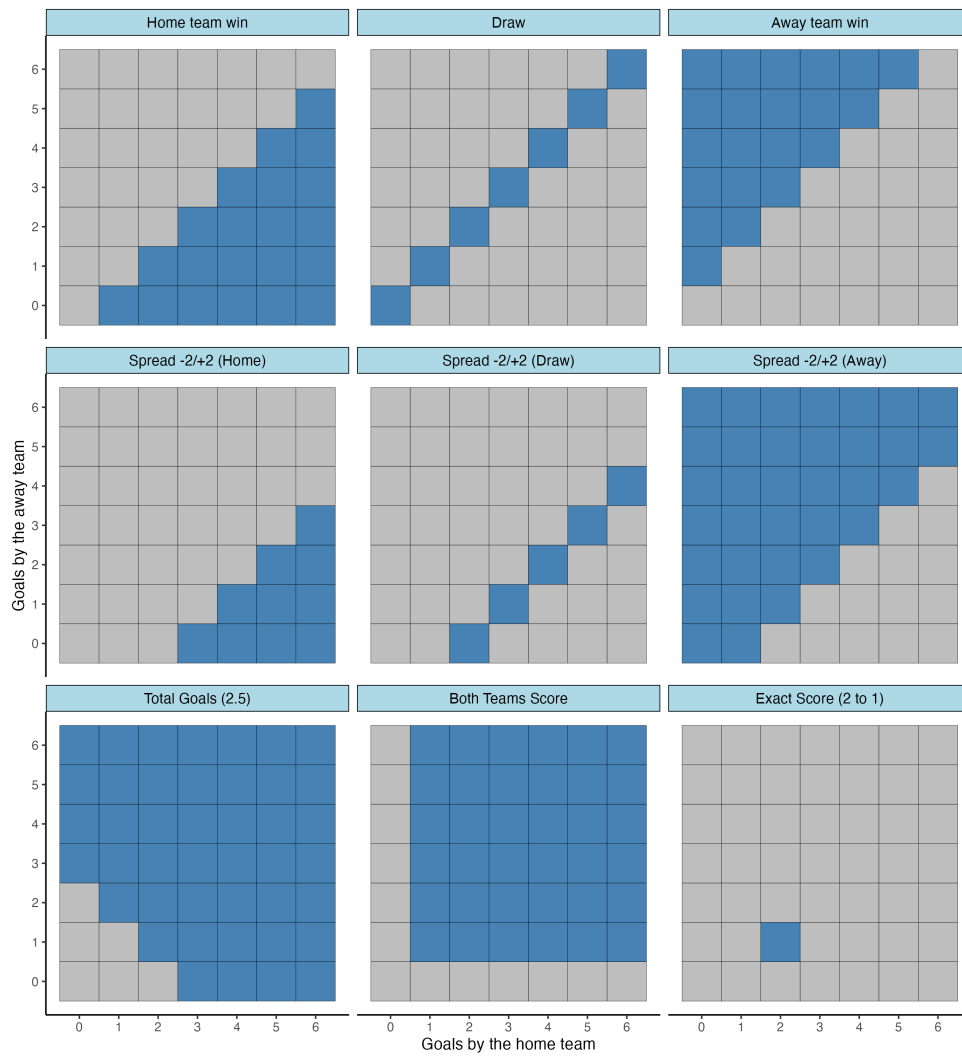 Home team win
Draw
Away team win
6
5
4
3
2
1
0
Spread -2/+2 (Home)
Spread -2/+2 (Draw)
Spread -2/+2 (Away)
Goals by the away team
6
5
4
3
2
1
0
Total Goals (2.5)
Both Teams Score
Exact Score (2 to 1)
6
5
4
3
2
1
0
0 1 2 3 4 5 6
0 1 2 3 4 5 6
0 1 2 3 4 5 6
Goals by the home team